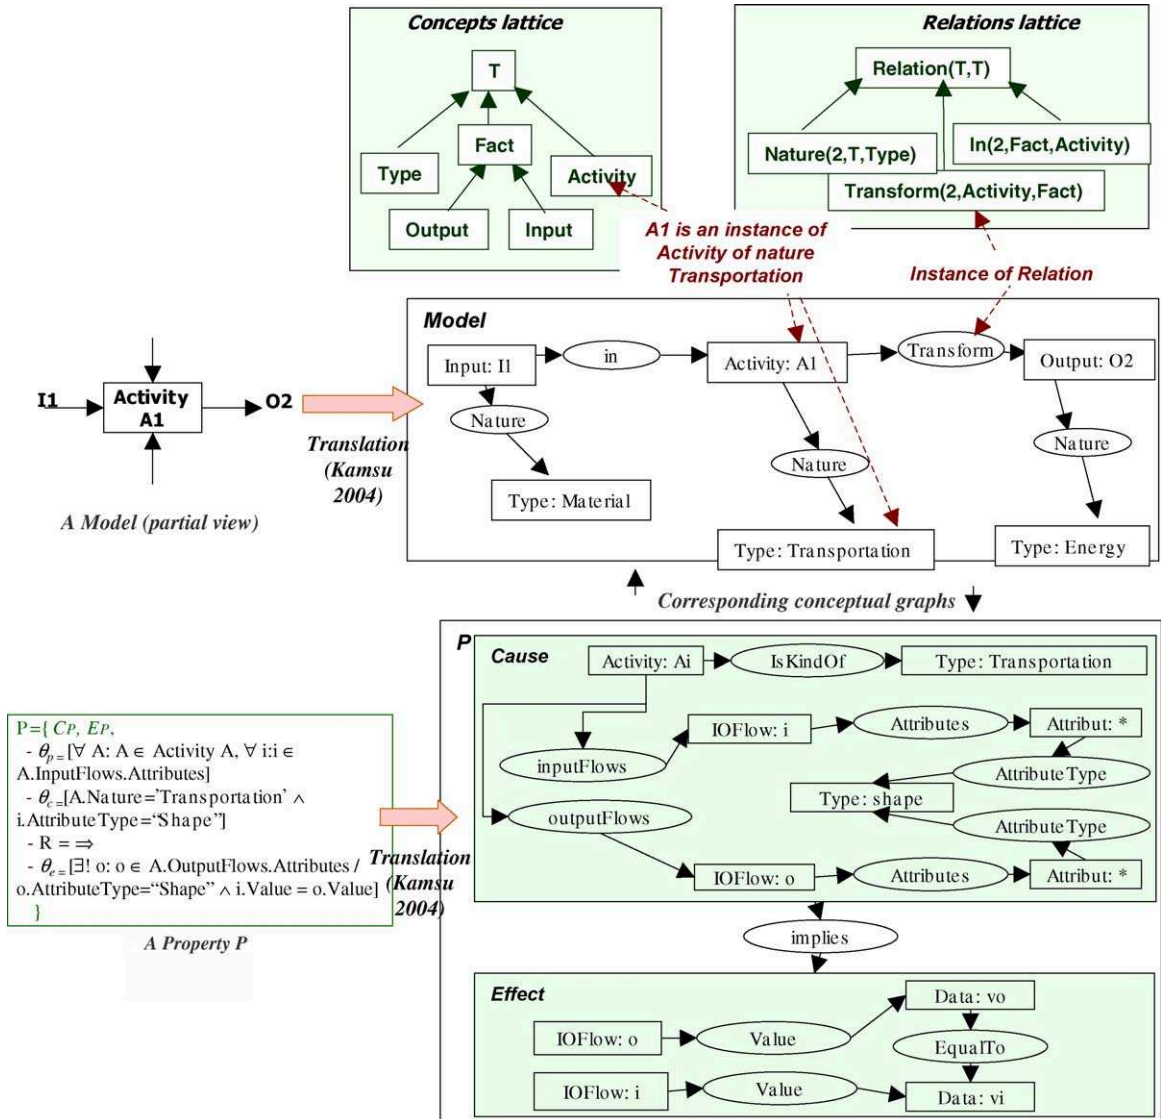 Concepts lattice
T
Fact
Type
Activity
Output
Input
Relations lattice
Relation(T,T)
Nature(2,T,Type)
In(2,Fact,Activity)
Transform(2,Activity,Fact)
A1 is an instance of
Activity of nature
Transportation
Instance of Relation
I1
Activity
A1
O2
A Model (partial view)
Translation
(Kamsu
2004)
Model
Input: I1
in
Activity: A1
Transform
Output: O2
Nature
Nature
Nature
Type: Material
Type: Transportation
Type: Energy
Corresponding conceptual graphs
P={ CP, EP,
- θp=[∀ A: A ∈ Activity A, ∀ i:i ∈
A.InputFlows.Attributes]
- θc=[A.Nature='Transportation' ∧
i.AttributeType="Shape"]
- R = ⇒
- θe=[∃! o: o ∈ A.OutputFlows.Attributes /
o.AttributeType="Shape" ∧ i.Value = o.Value]
}
A Property P
Translation
(Kamsu
2004)
P
Cause
Activity: Ai
IsKindOf
Type: Transportation
IOFlow: i
Attributes
Attribut: *
inputFlows
AttributeType
Type: shape
outputFlows
AttributeType
IOFlow: o
Attributes
Attribut: *
implies
Effect
Data: vo
IOFlow: o
Value
EqualTo
IOFlow: i
Value
Data: vi